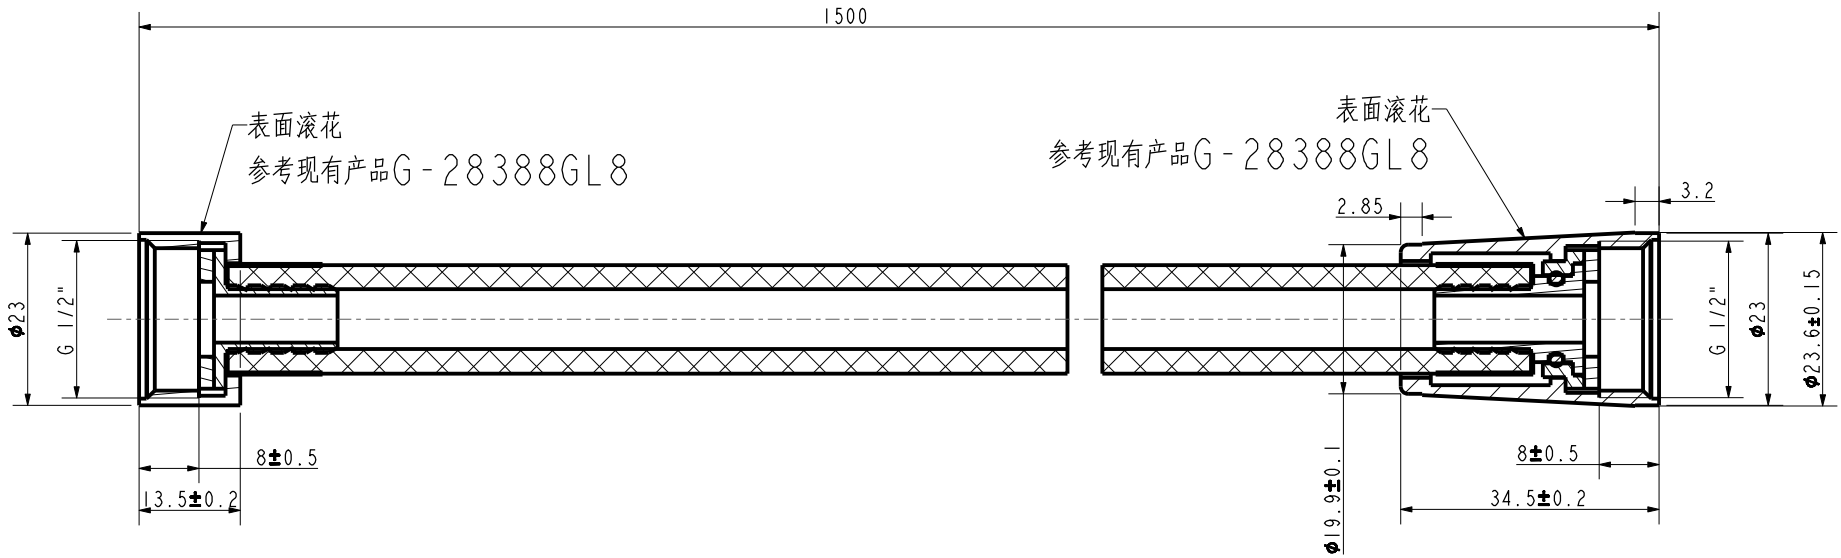 1500
表面滚花
参考现有产品G-28388GL8
表面滚花
参考现有产品G-28388GL8
3.2
2.85
ϕ23
G 1/2"
G 1/2"
ϕ23
ϕ23.6±0.15
8±0.5
13.5±0.2
ϕ19.9±0.1
8±0.5
34.5±0.2